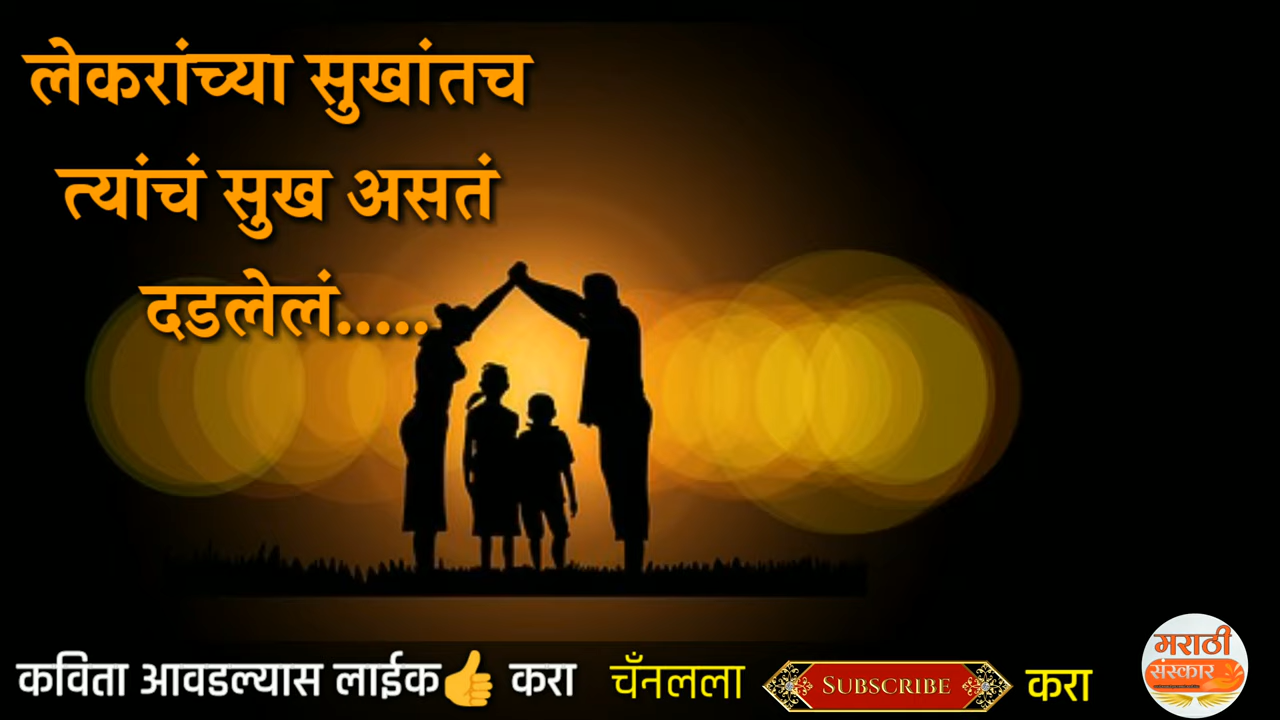 लेकरांच्या सुखांतच
त्यांचं सुख असतं
दडलेलं.....
कविता आवडल्यास लाईक👍 करा चॅंनलला SUBSCRIBE करा
मराठी
संस्कार